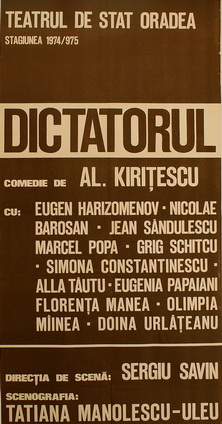 TEATRUL DE STAT ORADEA
STAGIUNEA 1974/975
DICTATORUL
COMEDIE DE AL. KIRIȚESCU
CU: EUGEN HARIZOMENOV · NICOLAE
BAROSAN · JEAN SĂNDULESCU
MARCEL POPA · GRIG SCHITCU
· SIMONA CONSTANTINESCU ·
ALLA TĂUTU · EUGENIA PAPAIANI
FLORENȚA MANEA · OLIMPIA
MÎINEA · DOINA URLĂȚEANU
DIRECȚIA DE SCENĂ: SERGIU SAVIN
SCENOGRAFIA:
TATIANA MANOLESCU-ULEU